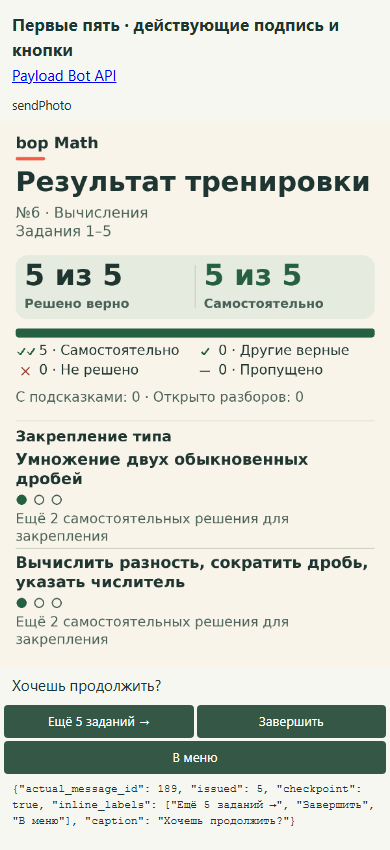 Первые пять · действующие подпись и
кнопки
Payload Bot API
sendPhoto
bop Math
Результат тренировки
№6 · Вычисления
Задания 1–5
5 из 5
Решено верно
5 из 5
Самостоятельно
✓✓ 5 · Самостоятельно
✓ 0 · Другие верные
× 0 · Не решено
— 0 · Пропущено
С подсказками: 0 · Открыто разборов: 0
Закрепление типа
Умножение двух обыкновенных
дробей
Ещё 2 самостоятельных решения для
закрепления
Вычислить разность, сократить дробь,
указать числитель
Ещё 2 самостоятельных решения для
закрепления
Хочешь продолжить?
Ещё 5 заданий →
Завершить
В меню
{"actual_message_id": 189, "issued": 5, "checkpoint":
true, "inline_labels": ["Ещё 5 заданий →", "Завершить",
"В меню"], "caption": "Хочешь продолжить?"}